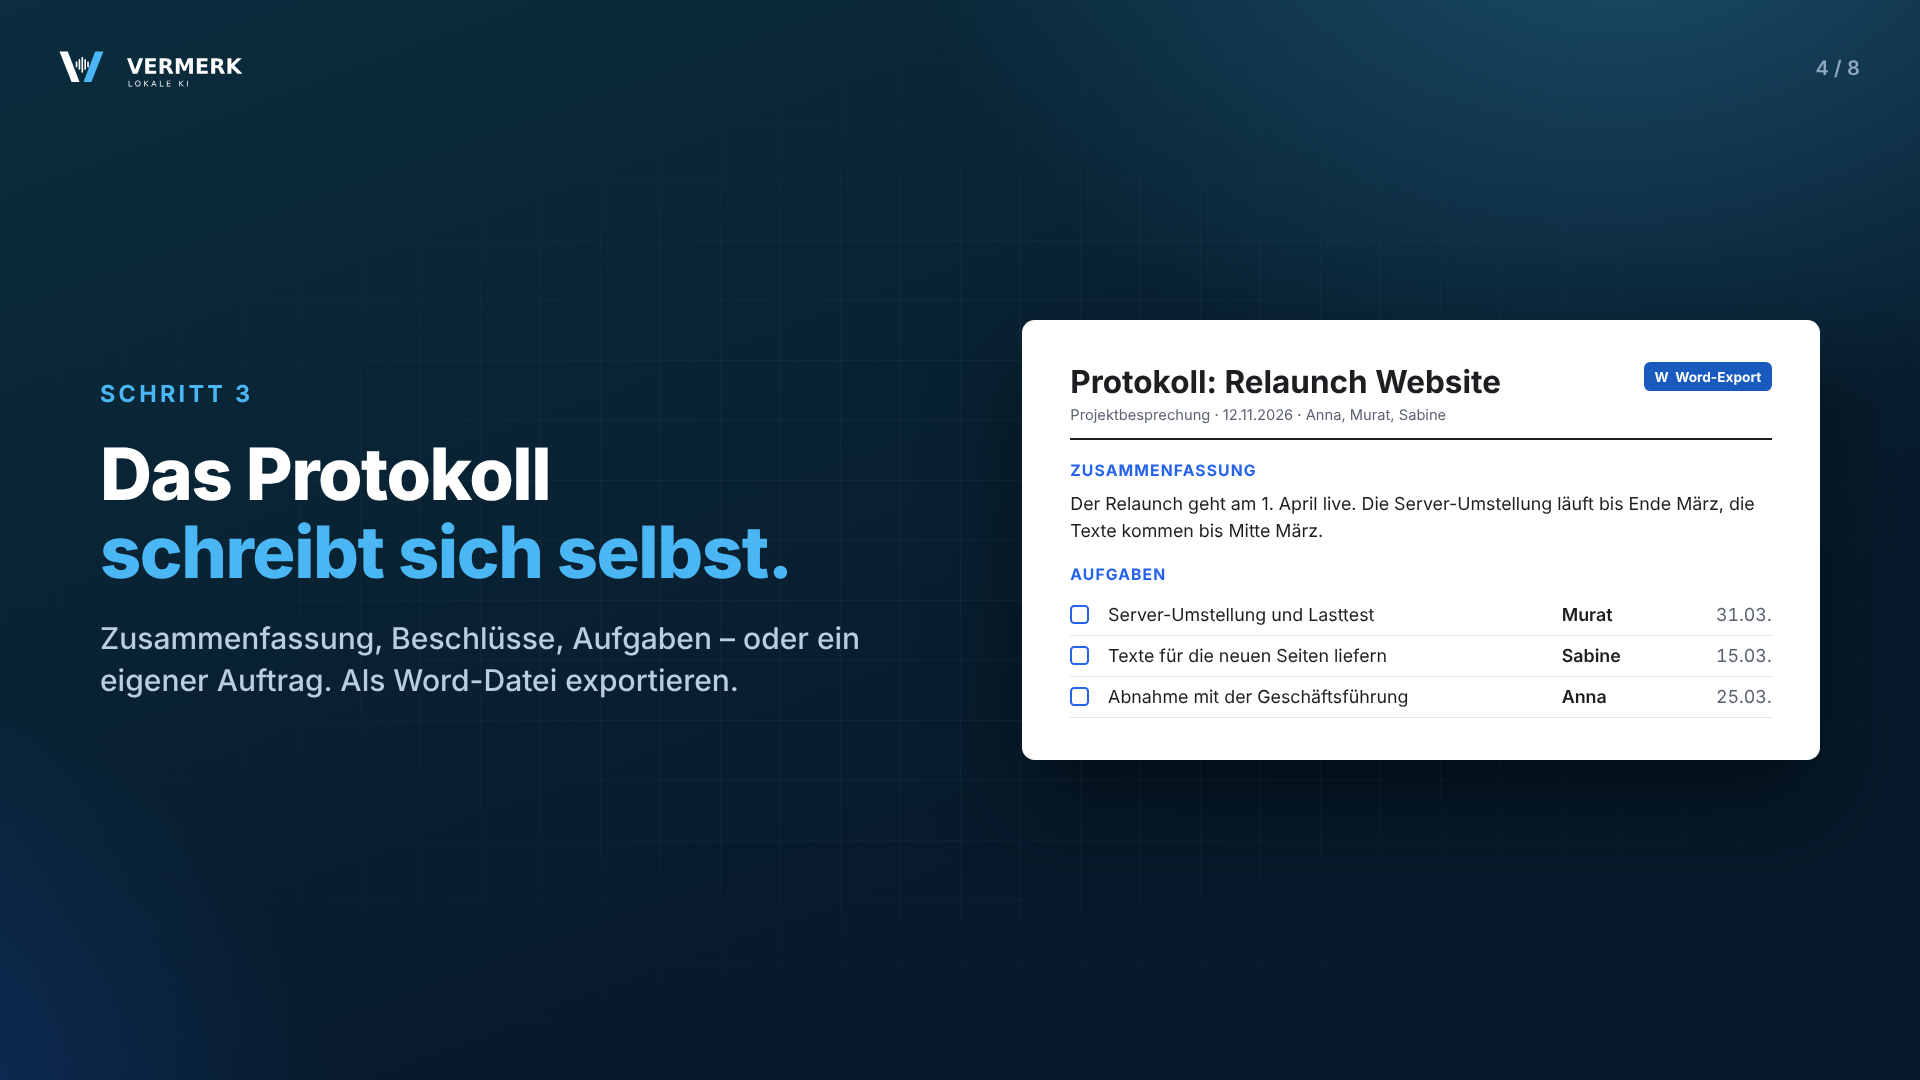 VERMERK
LOKALE KI
4 / 8
SCHRITT 3
Das Protokoll
schreibt sich selbst.
Zusammenfassung, Beschlüsse, Aufgaben – oder ein
eigener Auftrag. Als Word-Datei exportieren.
Protokoll: Relaunch Website
W Word-Export
Projektbesprechung · 12.11.2026 · Anna, Murat, Sabine
ZUSAMMENFASSUNG
Der Relaunch geht am 1. April live. Die Server-Umstellung läuft bis Ende März, die
Texte kommen bis Mitte März.
AUFGABEN
Server-Umstellung und Lasttest Murat 31.03.
Texte für die neuen Seiten liefern Sabine 15.03.
Abnahme mit der Geschäftsführung Anna 25.03.